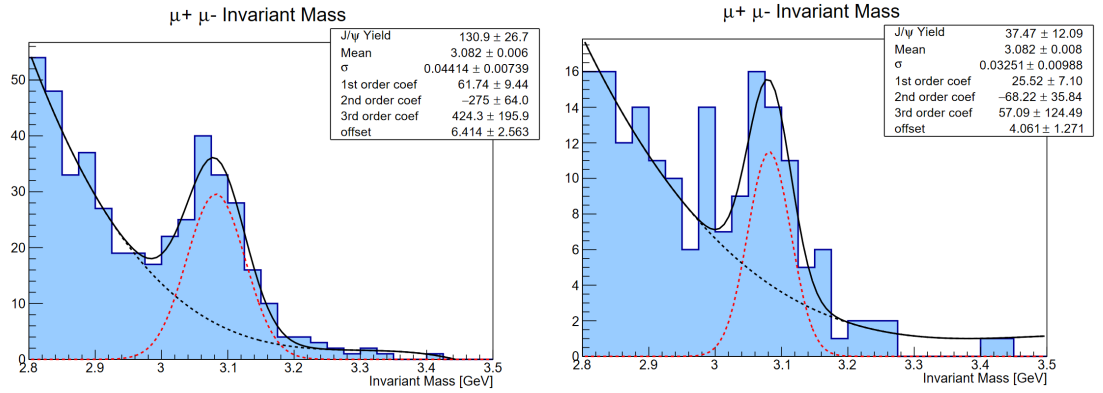 μ+ μ- Invariant Mass
J/ψ Yield 130.9 ± 26.7
Mean 3.082 ± 0.006
σ 0.04414 ± 0.00739
1st order coef 61.74 ± 9.44
2nd order coef −275 ± 64.0
3rd order coef 424.3 ± 195.9
offset 6.414 ± 2.563
50
40
30
20
10
0
2.8 2.9 3 3.1 3.2 3.3 3.4 3.5
Invariant Mass [GeV]
μ+ μ- Invariant Mass
J/ψ Yield 37.47 ± 12.09
Mean 3.082 ± 0.008
σ 0.03251 ± 0.00988
1st order coef 25.52 ± 7.10
2nd order coef −68.22 ± 35.84
3rd order coef 57.09 ± 124.49
offset 4.061 ± 1.271
16
14
12
10
8
6
4
2
0
2.8 2.9 3 3.1 3.2 3.3 3.4 3.5
Invariant Mass [GeV]